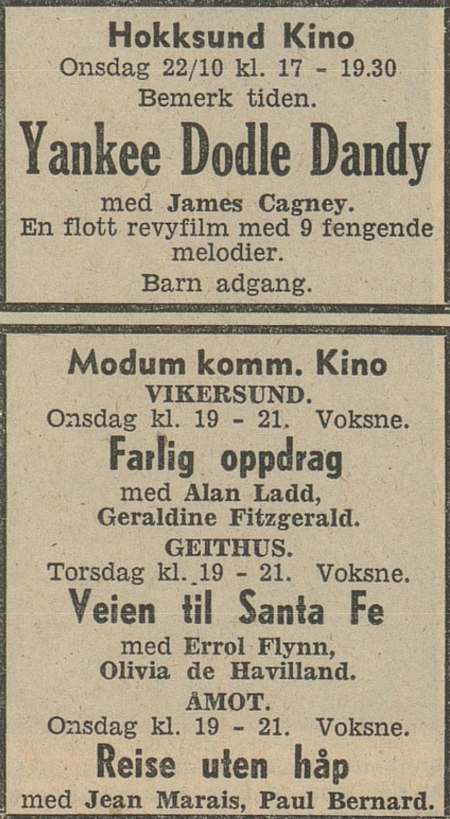 Hokksund Kino
Onsdag 22/10 kl. 17 - 19.30
Bemerk tiden.
Yankee Dodle Dandy
med James Cagney.
En flott revyfilm med 9 fengende
melodier.
Barn adgang.
Modum komm. Kino
VIKERSUND.
Onsdag kl. 19 - 21. Voksne.
Farlig oppdrag
med Alan Ladd,
Geraldine Fitzgerald.
GEITHUS.
Torsdag kl. 19 - 21. Voksne.
Veien til Santa Fe
med Errol Flynn,
Olivia de Havilland.
ÅMOT.
Onsdag kl. 19 - 21. Voksne.
Reise uten håp
med Jean Marais, Paul Bernard.